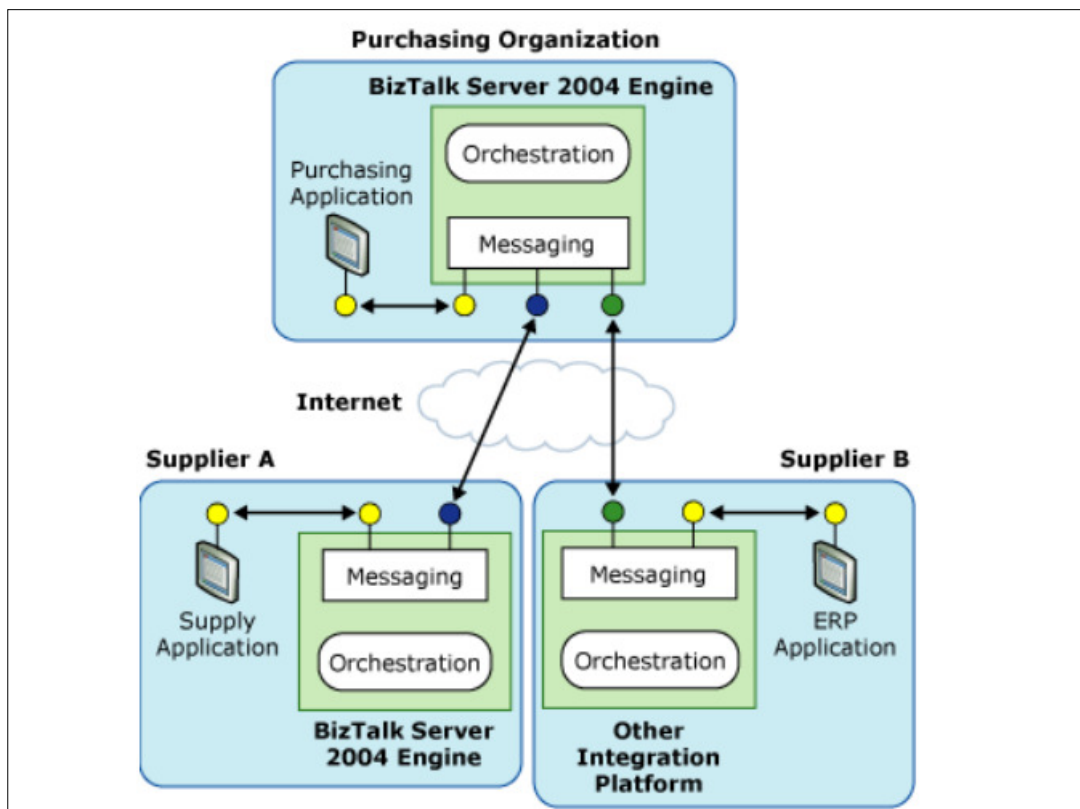 Purchasing Organization
BizTalk Server 2004 Engine
Orchestration
Purchasing
Application
Messaging
Internet
Supplier A
Supplier B
Messaging
Supply
Application
Orchestration
BizTalk Server
2004 Engine
Messaging
ERP
Application
Orchestration
Other
Integration
Platform